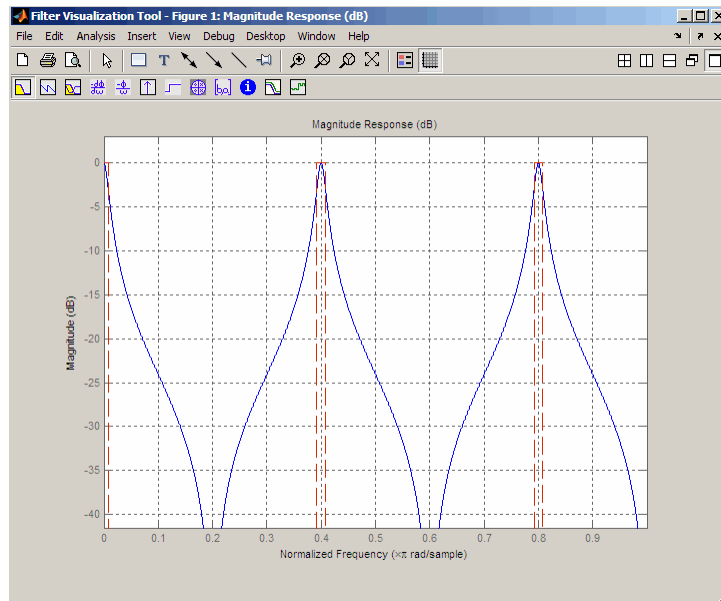 Filter Visualization Tool - Figure 1: Magnitude Response (dB)
File Edit Analysis Insert View Debug Desktop Window Help
Magnitude Response (dB)
0
-5
-10
-15
-20
-25
-30
-35
-40
Magnitude (dB)
0 0.1 0.2 0.3 0.4 0.5 0.6 0.7 0.8 0.9
Normalized Frequency (×π rad/sample)